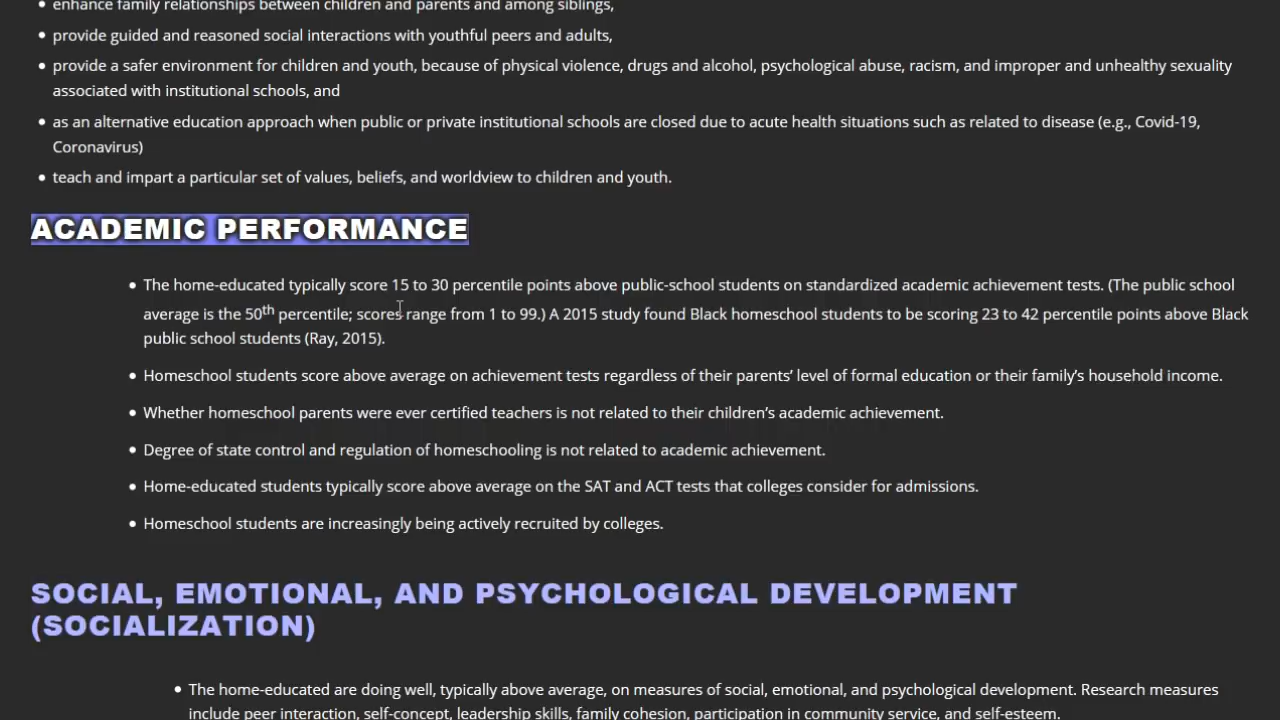 enhance family relationships between children and parents and among siblings,
provide guided and reasoned social interactions with youthful peers and adults,
provide a safer environment for children and youth, because of physical violence, drugs and alcohol, psychological abuse, racism, and improper and unhealthy sexuality
associated with institutional schools, and
as an alternative education approach when public or private institutional schools are closed due to acute health situations such as related to disease (e.g., Covid-19,
Coronavirus)
teach and impart a particular set of values, beliefs, and worldview to children and youth.
ACADEMIC PERFORMANCE
The home-educated typically score 15 to 30 percentile points above public-school students on standardized academic achievement tests. (The public school
average is the 50th percentile; scores range from 1 to 99.) A 2015 study found Black homeschool students to be scoring 23 to 42 percentile points above Black
public school students (Ray, 2015).
Homeschool students score above average on achievement tests regardless of their parents’ level of formal education or their family’s household income.
Whether homeschool parents were ever certified teachers is not related to their children’s academic achievement.
Degree of state control and regulation of homeschooling is not related to academic achievement.
Home-educated students typically score above average on the SAT and ACT tests that colleges consider for admissions.
Homeschool students are increasingly being actively recruited by colleges.
SOCIAL, EMOTIONAL, AND PSYCHOLOGICAL DEVELOPMENT
(SOCIALIZATION)
The home-educated are doing well, typically above average, on measures of social, emotional, and psychological development. Research measures
include peer interaction, self-concept, leadership skills, family cohesion, participation in community service, and self-esteem.